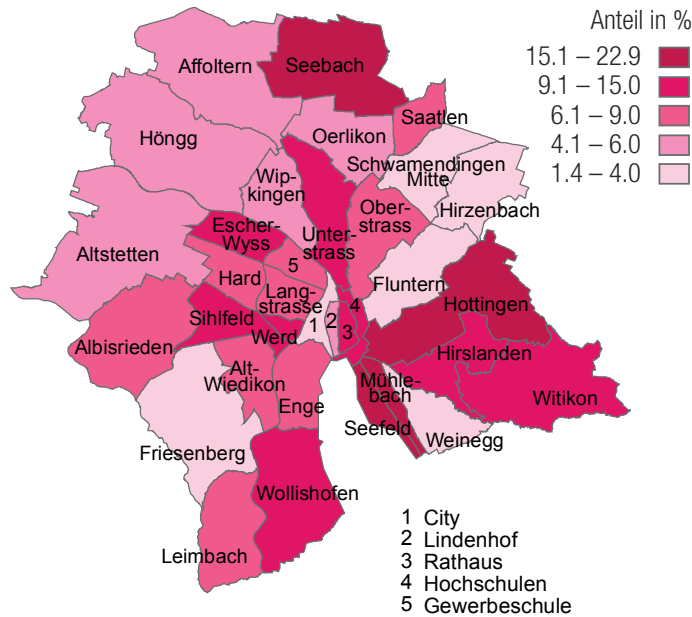 Anteil in %
15.1 – 22.9
9.1 – 15.0
6.1 – 9.0
4.1 – 6.0
1.4 – 4.0
Affoltern
Seebach
Saatlen
Höngg
Oerlikon
Schwamendingen
Mitte
Wip-
kingen
Hirzenbach
Ober-
strass
Escher-
Wyss
Unter-
strass
Altstetten
5
Fluntern
Hard
Lang-
strasse
Hottingen
4
Sihlfeld
1
2
3
Werd
Albisrieden
Hirslanden
Alt-
Wiedikon
Mühle-
bach
Witikon
Enge
Seefeld
Weinegg
Friesenberg
Wollishofen
Leimbach
1 City
2 Lindenhof
3 Rathaus
4 Hochschulen
5 Gewerbeschule